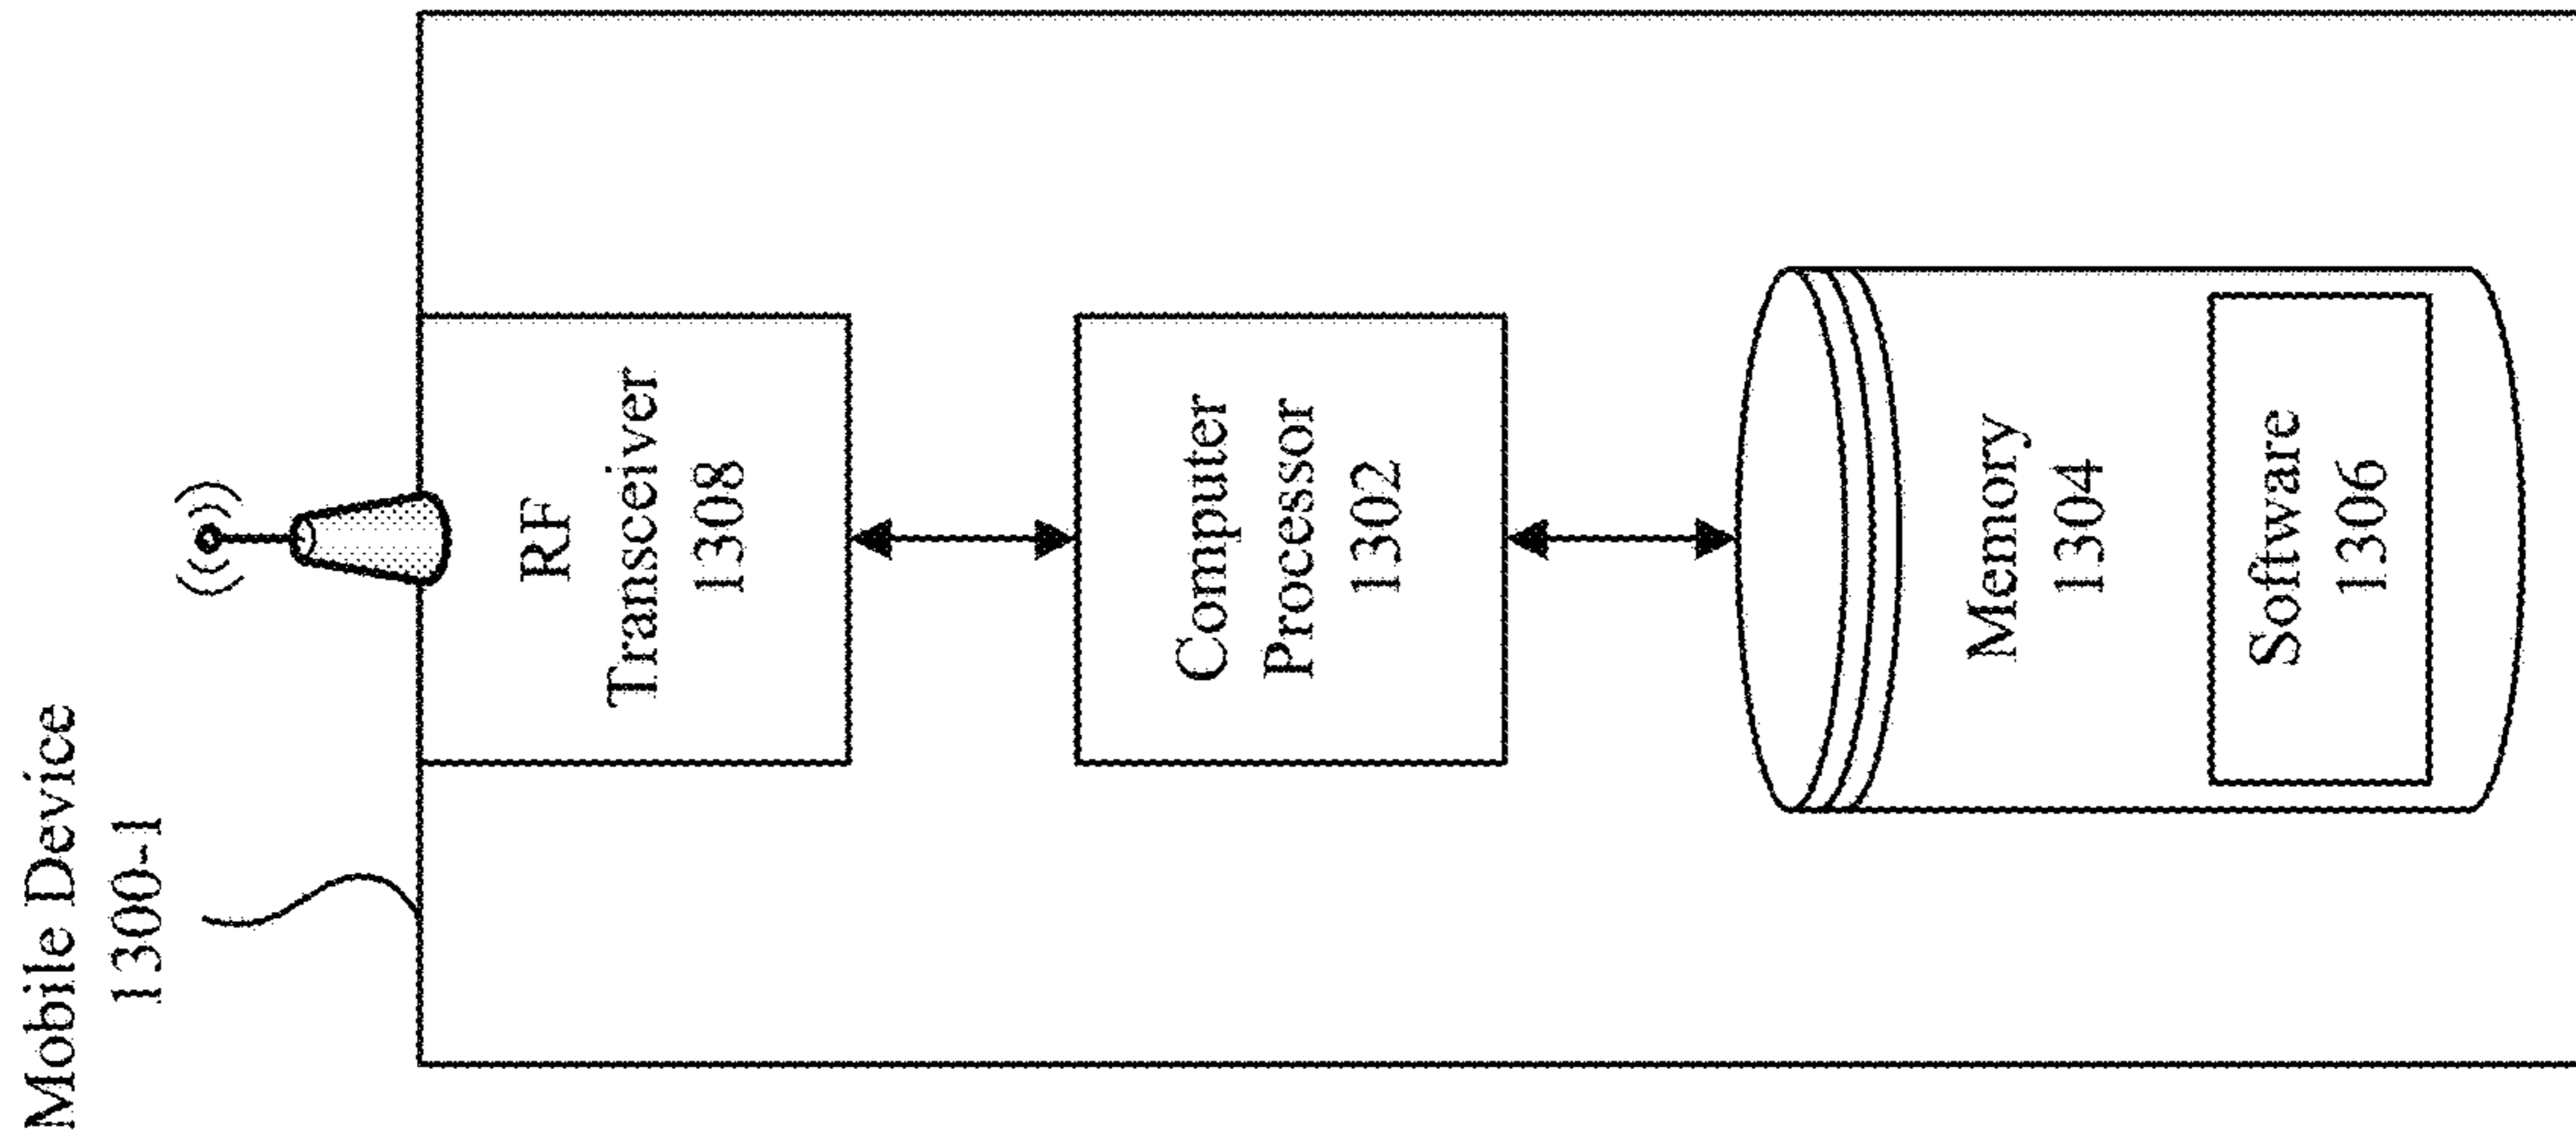 Mobile Device
1300-1
RF
Transceiver
1308
Computer
Processor
1302
Memory
1304
Software
1306